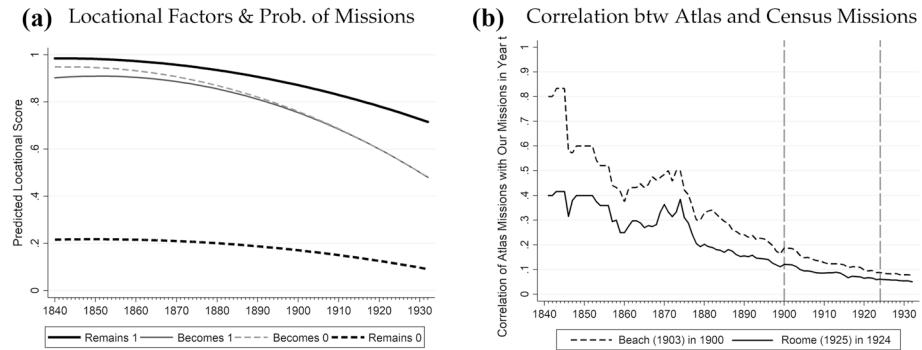 (a) Locational Factors & Prob. of Missions
Predicted Locational Score
1
.8
.6
.4
.2
0
1840 1850 1860 1870 1880 1890 1900 1910 1920 1930
Remains 1 Becomes 1 Becomes 0 Remains 0
(b) Correlation btw Atlas and Census Missions
Correlation of Atlas Missions with Our Missions in Year t
1
.9
.8
.7
.6
.5
.4
.3
.2
.1
0
1840 1850 1860 1870 1880 1890 1900 1910 1920 1930
Beach (1903) in 1900 Roome (1925) in 1924